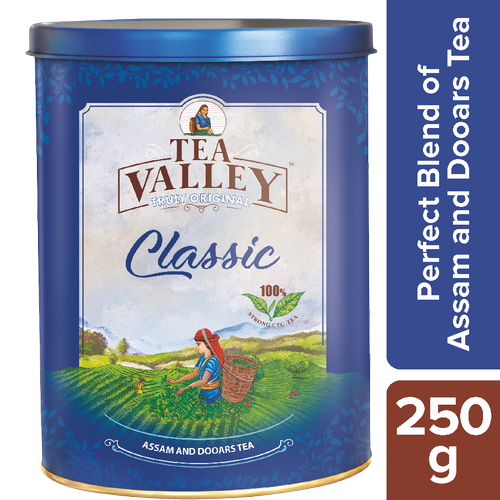 TEA
VALLEY
TM
TRULY ORIGINAL
Classic
100%
STRONG CTC TEA
ASSAM AND DOOARS TEA
Perfect Blend of
Assam and Dooars Tea
250
g